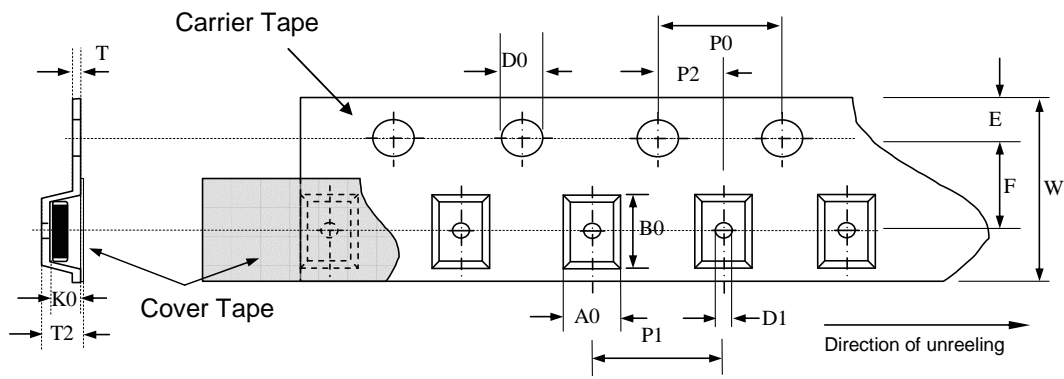 Carrier Tape
P0
T
D0
P2
E
F
W
B0
K0
Cover Tape
A0
D1
T2
P1
Direction of unreeling